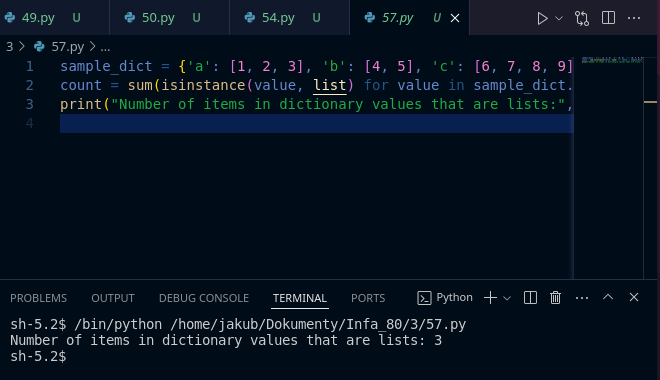 49.py U 50.py U 54.py U 57.py U
3 > 57.py > ...
1 sample_dict = {'a': [1, 2, 3], 'b': [4, 5], 'c': [6, 7, 8, 9]
2 count = sum(isinstance(value, list) for value in sample_dict.
3 print("Number of items in dictionary values that are lists:",
4
PROBLEMS OUTPUT DEBUG CONSOLE TERMINAL PORTS Python
sh-5.2$ /bin/python /home/jakub/Dokumenty/Infa_80/3/57.py
Number of items in dictionary values that are lists: 3
sh-5.2$